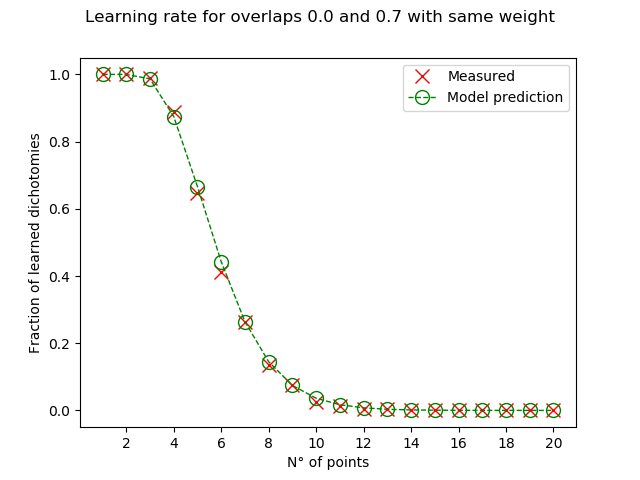 Learning rate for overlaps 0.0 and 0.7 with same weight
Measured
Model prediction
1.0
0.8
0.6
0.4
0.2
0.0
Fraction of learned dichotomies
2 4 6 8 10 12 14 16 18 20
N° of points